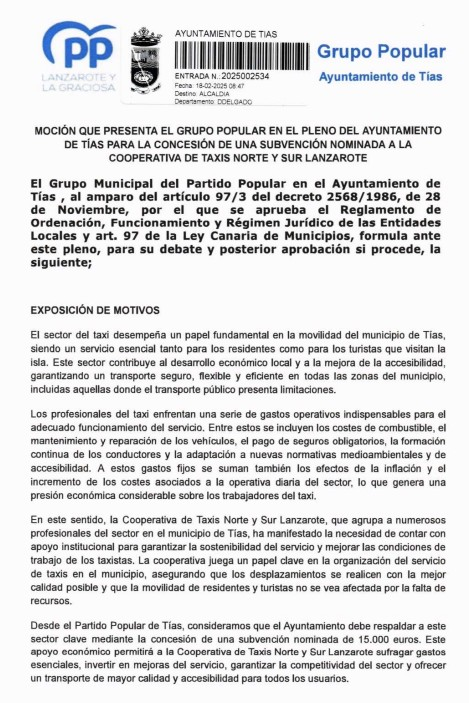 PP
LANZAROTE Y
LA GRACIOSA
AYUNTAMIENTO DE TIAS
ENTRADA N.: 2025002534
Fecha: 18-02-2025 08:47
Destino: ALCALDIA
Departamento: DDELGADO
Grupo Popular
Ayuntamiento de Tías
MOCIÓN QUE PRESENTA EL GRUPO POPULAR EN EL PLENO DEL AYUNTAMIENTO
DE TÍAS PARA LA CONCESIÓN DE UNA SUBVENCIÓN NOMINADA A LA
COOPERATIVA DE TAXIS NORTE Y SUR LANZAROTE
El Grupo Municipal del Partido Popular en el Ayuntamiento de
Tías , al amparo del artículo 97/3 del decreto 2568/1986, de 28
de Noviembre, por el que se aprueba el Reglamento de
Ordenación, Funcionamiento y Régimen Jurídico de las Entidades
Locales y art. 97 de la Ley Canaria de Municipios, formula ante
este pleno, para su debate y posterior aprobación si procede, la
siguiente;
EXPOSICIÓN DE MOTIVOS
El sector del taxi desempeña un papel fundamental en la movilidad del municipio de Tías,
siendo un servicio esencial tanto para los residentes como para los turistas que visitan la
isla. Este sector contribuye al desarrollo económico local y a la mejora de la accesibilidad,
garantizando un transporte seguro, flexible y eficiente en todas las zonas del municipio,
incluidas aquellas donde el transporte público presenta limitaciones.
Los profesionales del taxi enfrentan una serie de gastos operativos indispensables para el
adecuado funcionamiento del servicio. Entre estos se incluyen los costes de combustible, el
mantenimiento y reparación de los vehículos, el pago de seguros obligatorios, la formación
continua de los conductores y la adaptación a nuevas normativas medioambientales y de
accesibilidad. A estos gastos fijos se suman también los efectos de la inflación y el
incremento de los costes asociados a la operativa diaria del sector, lo que genera una
presión económica considerable sobre los trabajadores del taxi.
En este sentido, la Cooperativa de Taxis Norte y Sur Lanzarote, que agrupa a numerosos
profesionales del sector en el municipio de Tías, ha manifestado la necesidad de contar con
apoyo institucional para garantizar la sostenibilidad del servicio y mejorar las condiciones de
trabajo de los taxistas. La cooperativa juega un papel clave en la organización del servicio
de taxis en el municipio, asegurando que los desplazamientos se realicen con la mejor
calidad posible y que la movilidad de residentes y turistas no se vea afectada por la falta de
recursos.
Desde el Partido Popular de Tías, consideramos que el Ayuntamiento debe respaldar a este
sector clave mediante la concesión de una subvención nominada de 15.000 euros. Este
apoyo económico permitirá a la Cooperativa de Taxis Norte y Sur Lanzarote sufragar gastos
esenciales, invertir en mejoras del servicio, garantizar la competitividad del sector y ofrecer
un transporte de mayor calidad y accesibilidad para todos los usuarios.